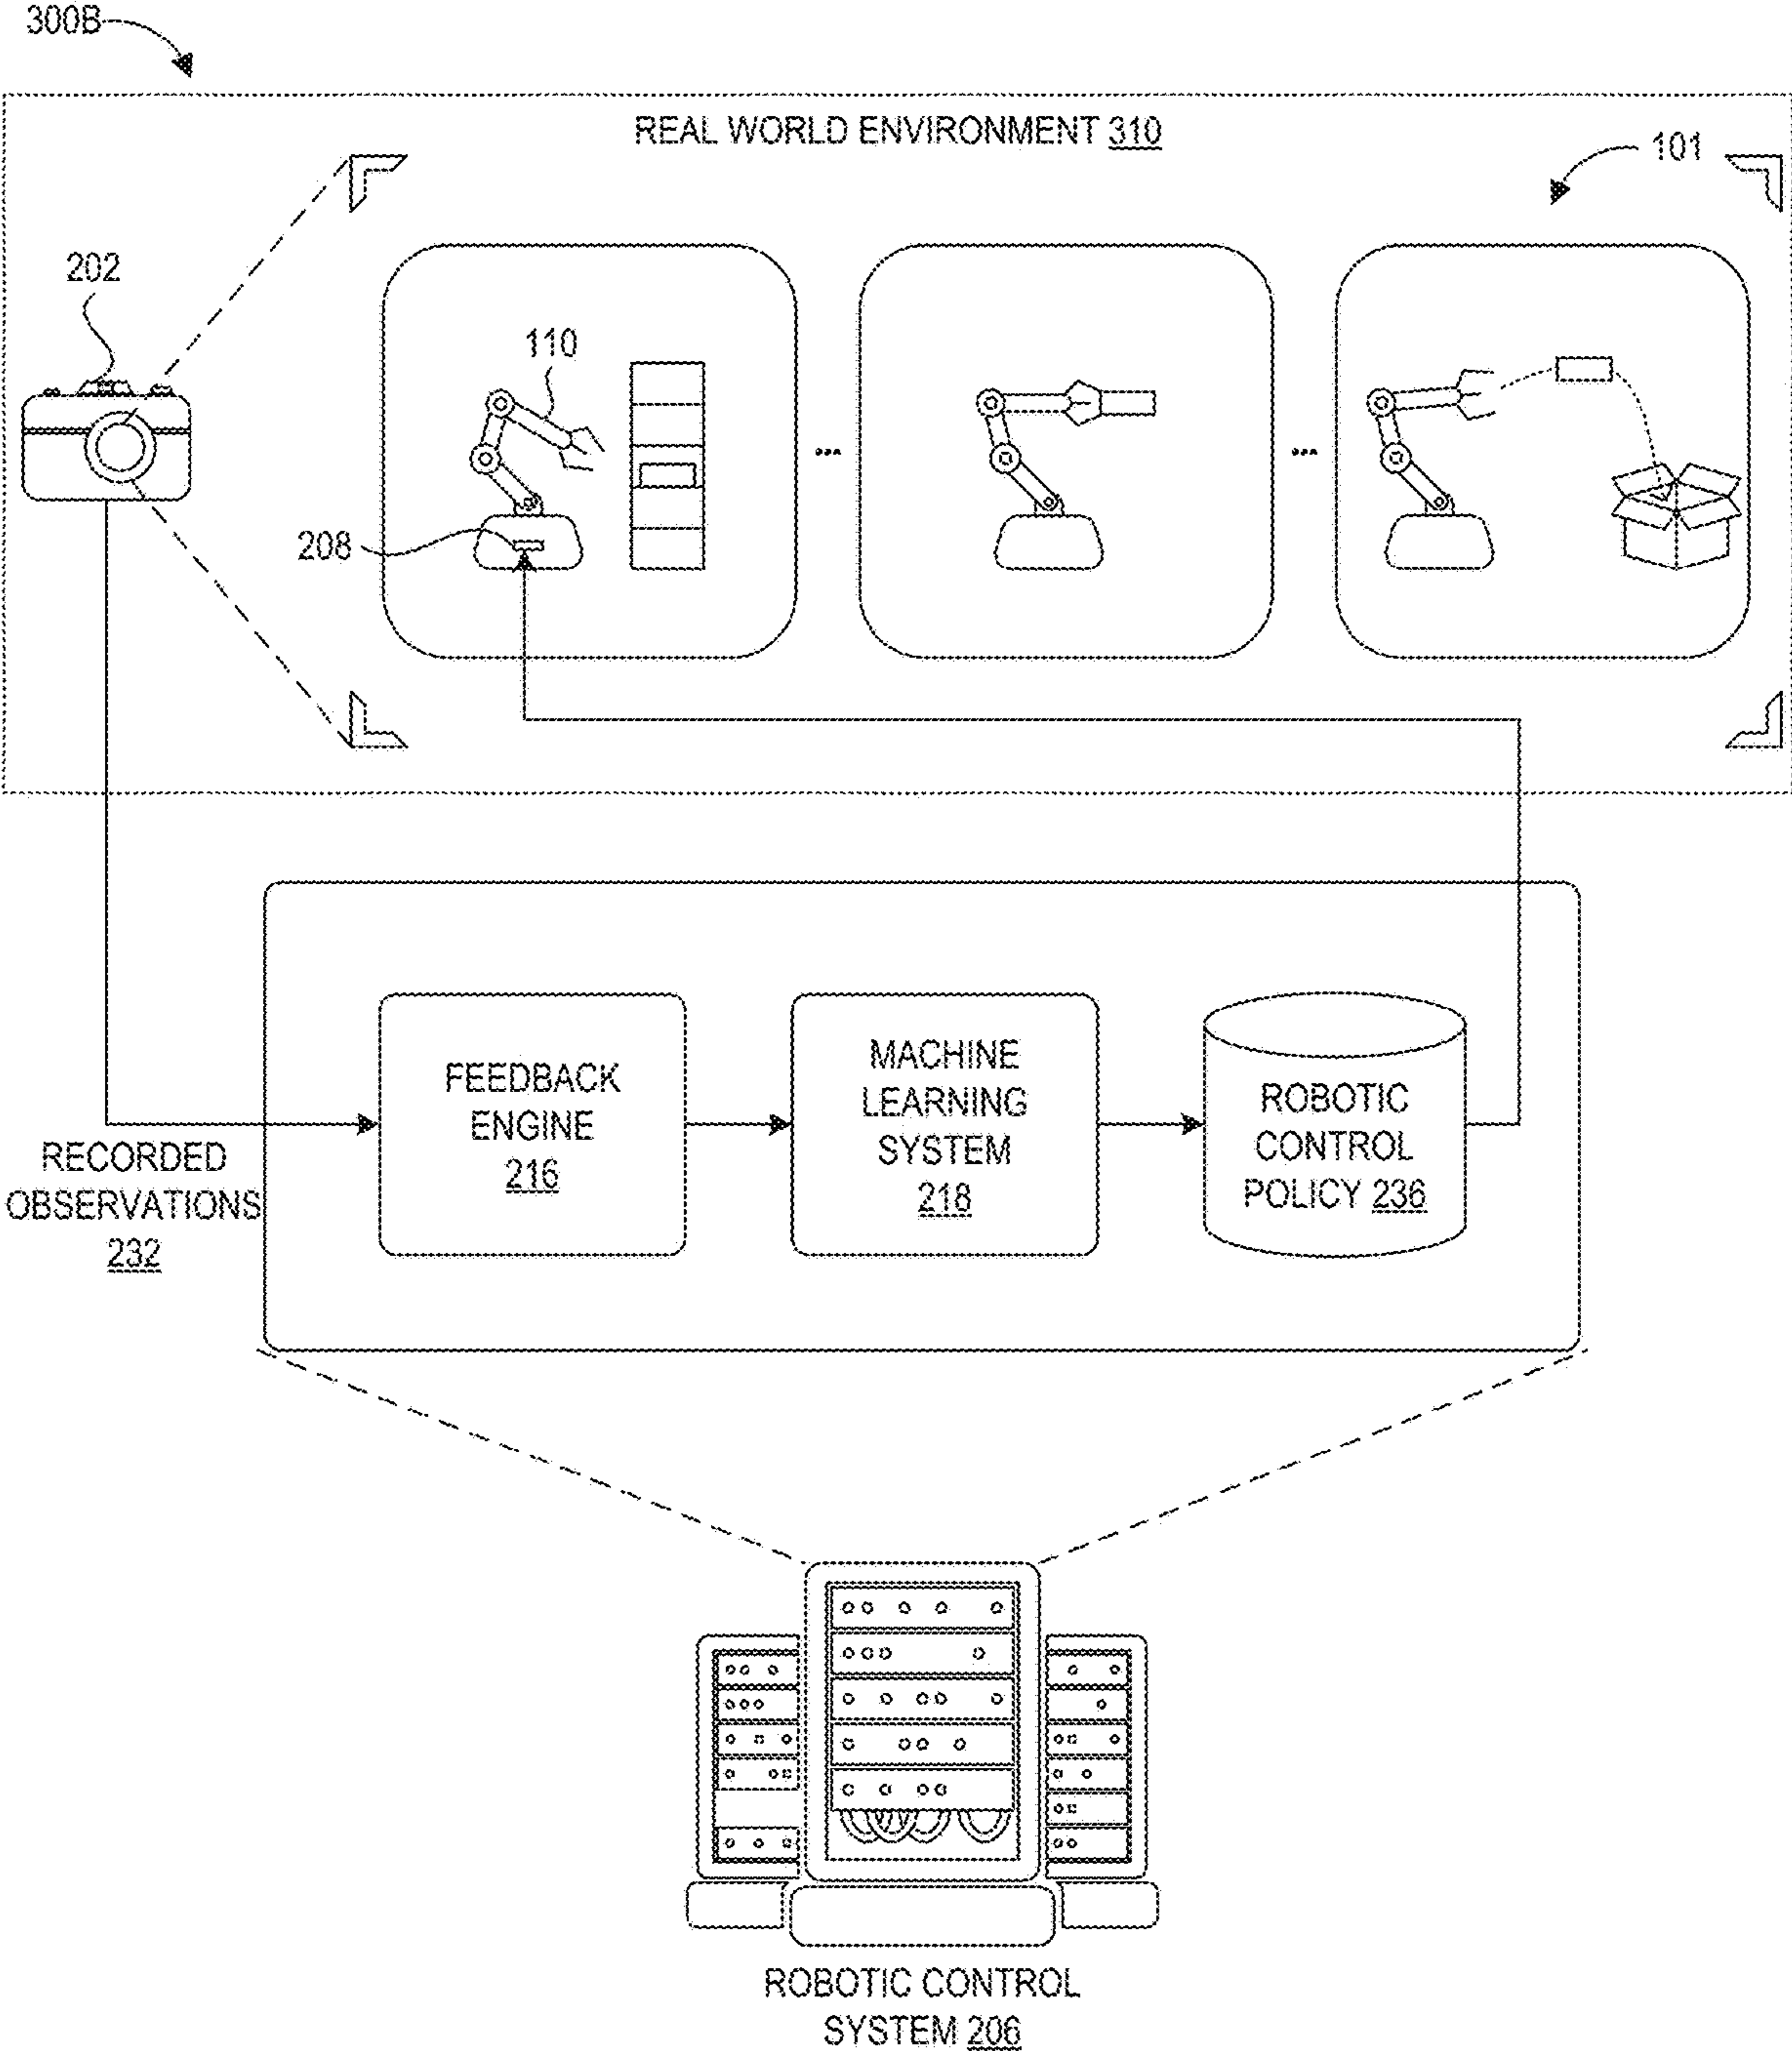 300B
REAL WORLD ENVIRONMENT 310
101
202
110
...
...
208
FEEDBACK
ENGINE
216
MACHINE
LEARNING
SYSTEM
218
ROBOTIC
CONTROL
POLICY 236
RECORDED
OBSERVATIONS
232
ROBOTIC CONTROL
SYSTEM 206